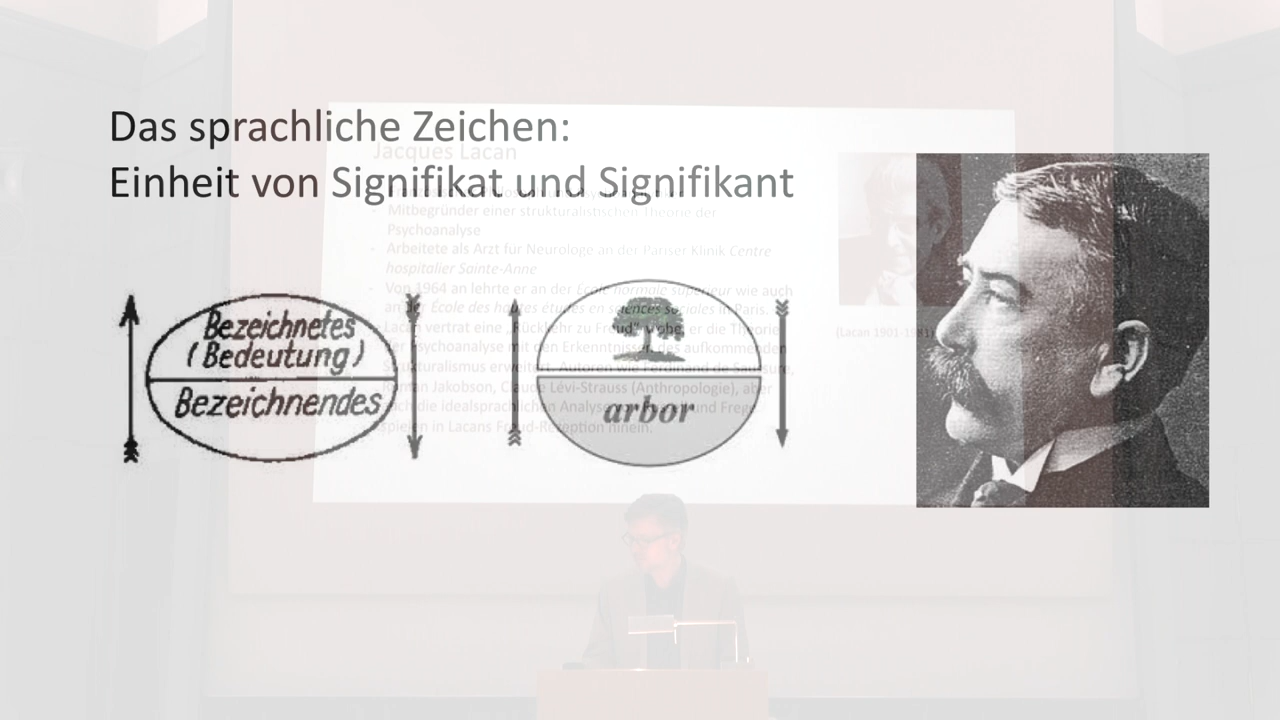 Das sprachliche Zeichen:
Einheit von Signifikat und Signifikant
Jacques Lacan
Mitbegründer einer strukturalistischen Theorie der
Psychoanalyse
- Arbeitete als Arzt für Neurologe an der Pariser Klinik Centre
hospitalier Sainte-Anne
- Von 1964 an lehrte er an der École normale supérieur wie auch
an der École des hautes études en sciences sociales in Paris.
Lacan vertrat eine „Rückkehr zu Freud“, wobei er die Theorie
der Psychoanalyse mit den Erkenntnissen des aufkommenden
Strukturalismus erweitert. Autoren wie Ferdinand de Saussure,
Roman Jakobson, Claude Lévi-Strauss (Anthropologie), aber
auch die idealsprachlichen Analysen von und Frege
spielen in Lacans Freud-Rezeption hinein.
(Lacan 1901-1981)
Bezeichnetes
(Bedeutung)
Bezeichnendes
arbor